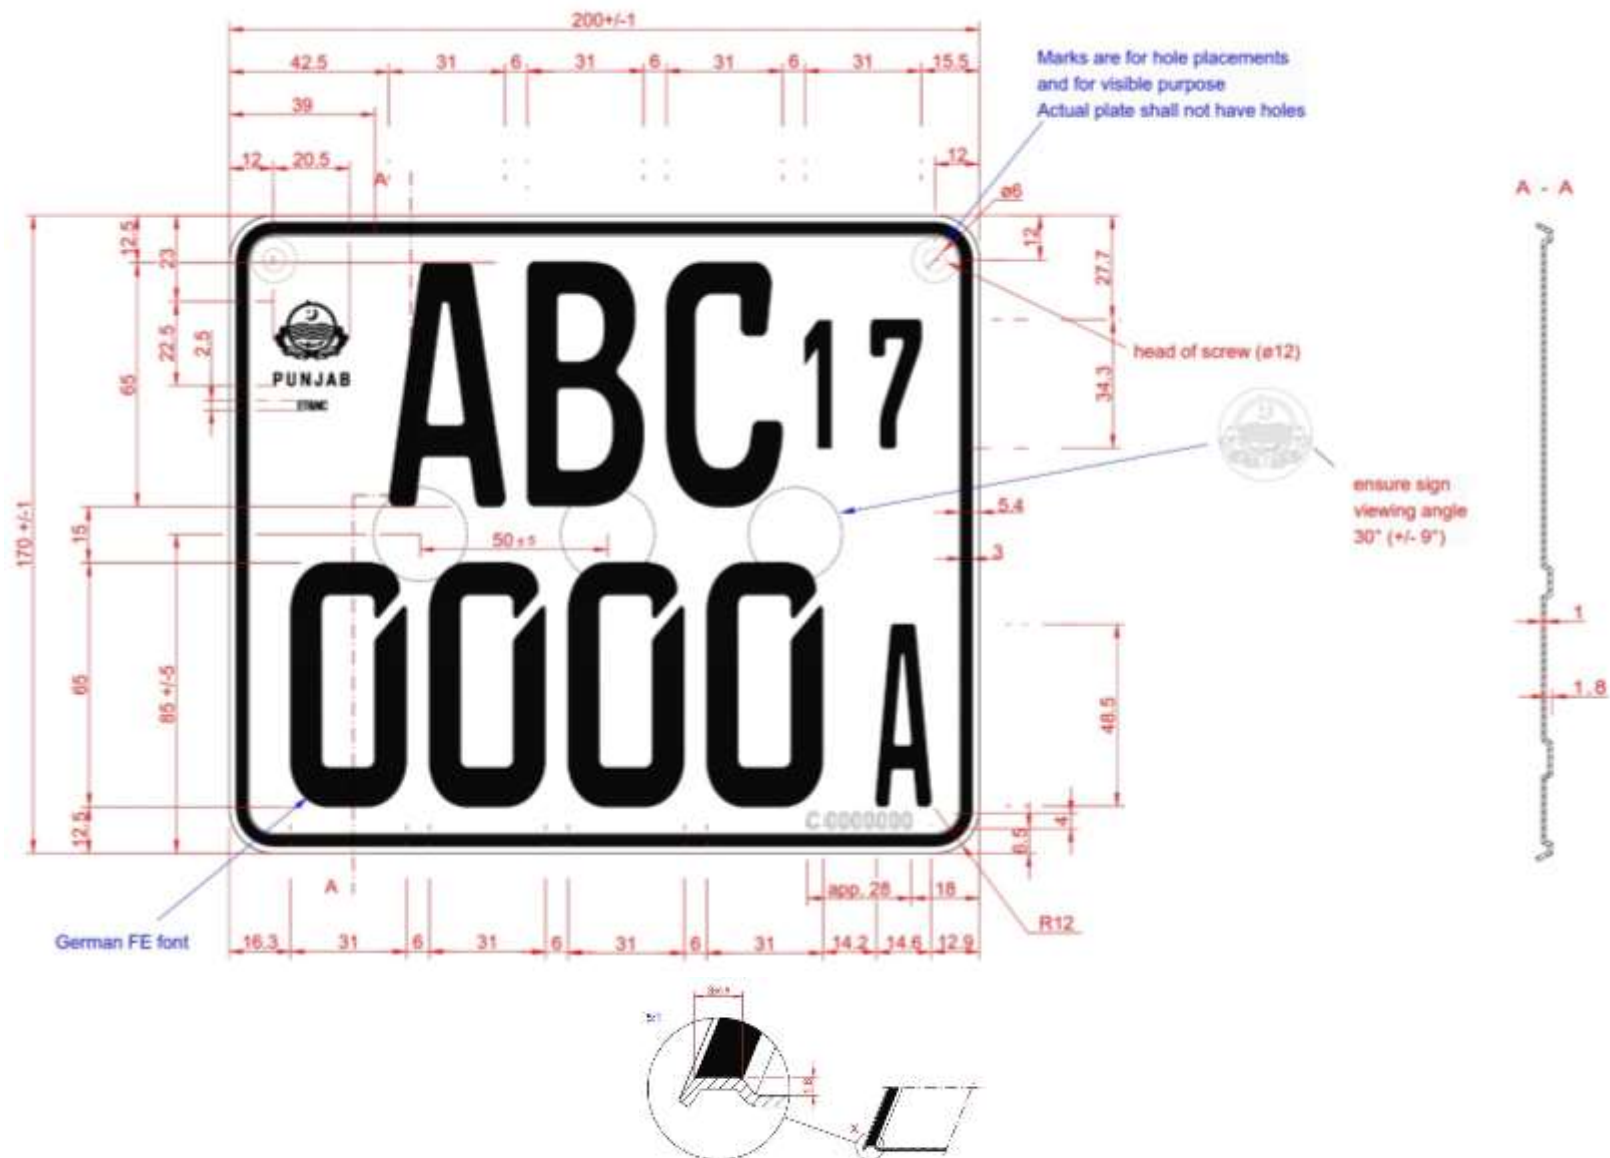 200+/-1
42.5 31 6 31 6 31 6 31 15.5
39
12 20.5
12
A
ø6
Marks are for hole placements
and for visible purpose
Actual plate shall not have holes
A - A
12.5
23
12
27.7
22.5
2.5
65
34.3
170 +/-1
ABC 17
PUNJAB
head of screw (ø12)
ensure sign
viewing angle
30° (+/- 9°)
15
50 ± 5
5.4
3
85 +/-5
65
12.5
0000 A
48.5
1
1.8
C 0000000
4
6.5
A
app. 28 18
R12
German FE font
16.3 31 6 31 6 31 6 31 14.2 14.6 12.9
1.8
X